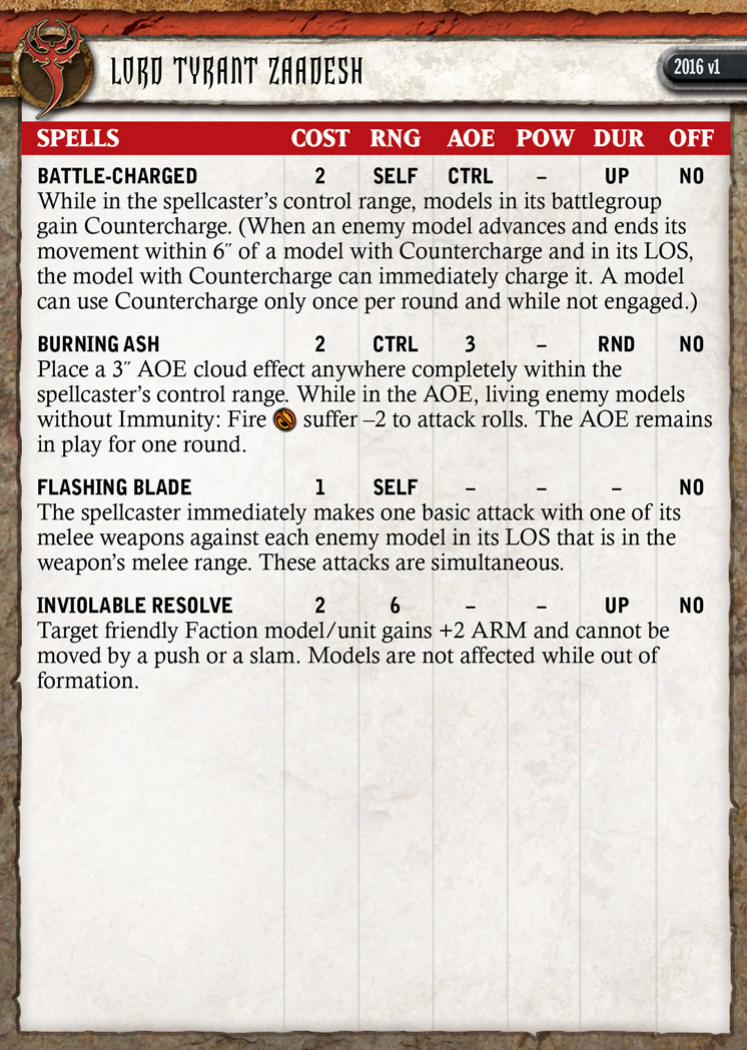 LORD TYRANT ZAADESH
2016 v1
SPELLS COST RNG AOE POW DUR OFF
BATTLE-CHARGED 2 SELF CTRL – UP NO
While in the spellcaster's control range, models in its battlegroup
gain Countercharge. (When an enemy model advances and ends its
movement within 6˝ of a model with Countercharge and in its LOS,
the model with Countercharge can immediately charge it. A model
can use Countercharge only once per round and while not engaged.)
BURNING ASH 2 CTRL 3 – RND NO
Place a 3˝ AOE cloud effect anywhere completely within the
spellcaster's control range. While in the AOE, living enemy models
without Immunity: Fire suffer –2 to attack rolls. The AOE remains
in play for one round.
FLASHING BLADE 1 SELF – – – NO
The spellcaster immediately makes one basic attack with one of its
melee weapons against each enemy model in its LOS that is in the
weapon's melee range. These attacks are simultaneous.
INVIOLABLE RESOLVE 2 6 – – UP NO
Target friendly Faction model/unit gains +2 ARM and cannot be
moved by a push or a slam. Models are not affected while out of
formation.